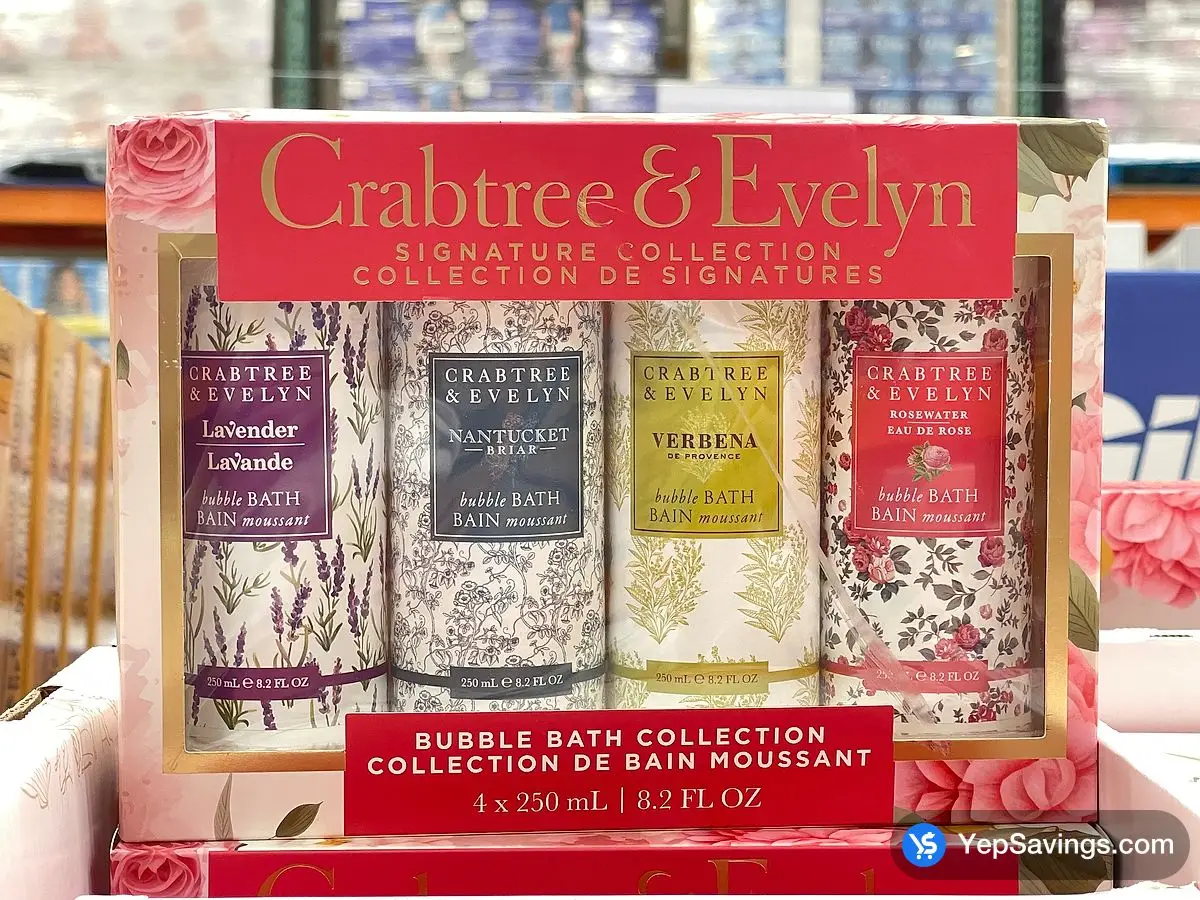 Crabtree & Evelyn
SIGNATURE COLLECTION
COLLECTION DE SIGNATURES
CRABTREE
& EVELYN
Lavender
Lavande
bubble BATH
BAIN moussant
250 mL e 8.2 FL OZ
CRABTREE
& EVELYN
NANTUCKET
BRIAR
bubble BATH
BAIN moussant
250 mL e 8.2 FL OZ
CRABTREE
& EVELYN
VERBENA
DE PROVENCE
bubble BATH
BAIN moussant
250 mL e 8.2 FL OZ
CRABTREE
& EVELYN
ROSEWATER
EAU DE ROSE
bubble BATH
BAIN moussant
250 mL e 8.2 FL OZ
BUBBLE BATH COLLECTION
COLLECTION DE BAIN MOUSSANT
4 x 250 mL | 8.2 FL OZ
YepSavings.com